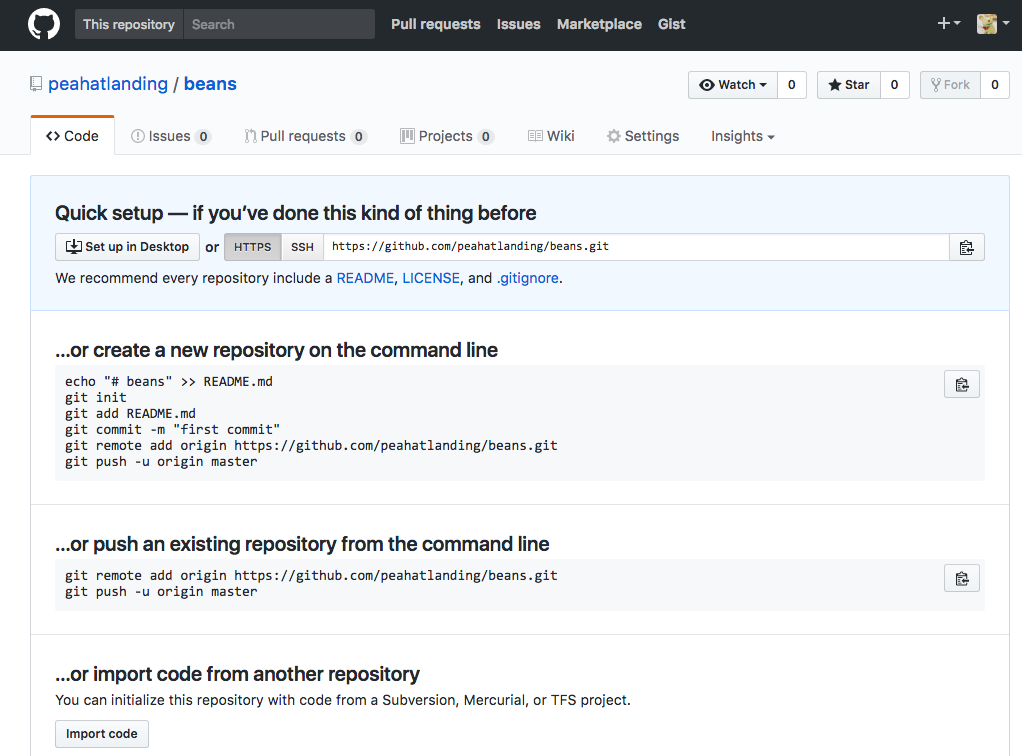 This repository Search Pull requests Issues Marketplace Gist
peahatlanding / beans Watch 0 Star 0 Fork 0
Code Issues 0 Pull requests 0 Projects 0 Wiki Settings Insights
Quick setup — if you’ve done this kind of thing before
Set up in Desktop or HTTPS SSH https://github.com/peahatlanding/beans.git
We recommend every repository include a README, LICENSE, and .gitignore.
…or create a new repository on the command line
echo "# beans" >> README.md
git init
git add README.md
git commit -m "first commit"
git remote add origin https://github.com/peahatlanding/beans.git
git push -u origin master
…or push an existing repository from the command line
git remote add origin https://github.com/peahatlanding/beans.git
git push -u origin master
…or import code from another repository
You can initialize this repository with code from a Subversion, Mercurial, or TFS project.
Import code